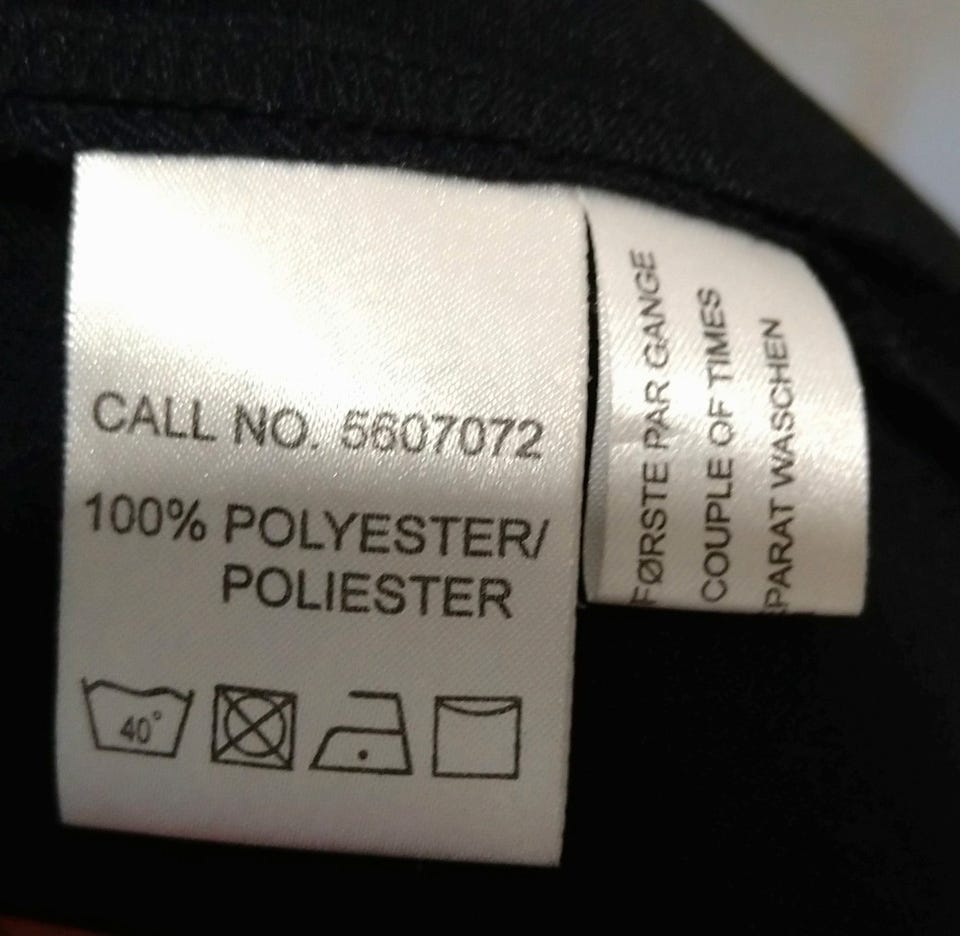 CALL NO. 5607072
100% POLYESTER/
POLIESTER
40°
FØRSTE PAR GANGE
COUPLE OF TIMES
PARAT WASCHEN